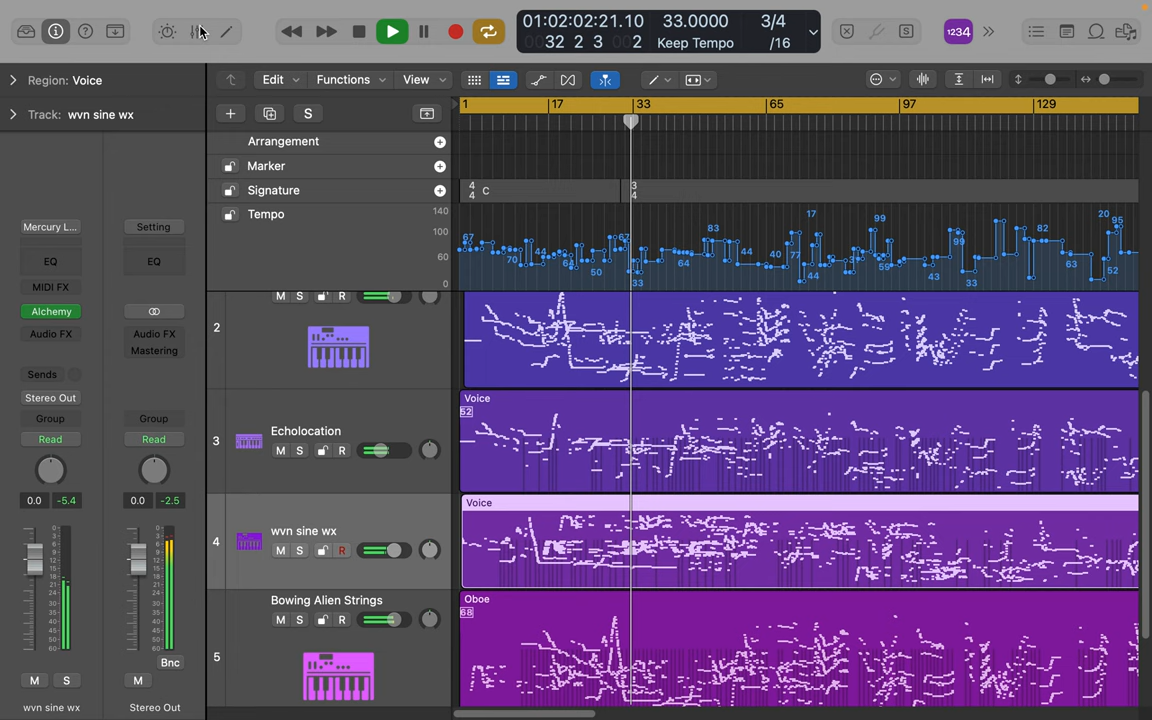 01:02:02:21.10 33.0000 3/4
0032 2 3 002 Keep Tempo /16
1234
Region: Voice
Track: wvn sine wx
Edit Functions View
S
1 17 33 65 97 129
Arrangement
Marker
Signature
4 4 C 3 4
Tempo
140
100
60
0
67 70 44 64 50 67 33 64 83 44 40 77 17 44 99 59 43 99 33 82 63 20 95 52
Mercury L... Setting
EQ EQ
MIDI FX
Alchemy
Audio FX Audio FX
Mastering
Sends
Stereo Out
Group Group
Read Read
0.0 -5.4 0.0 -2.5
Bnc
M S M
wvn sine wx Stereo Out
2
M S R
3
Echolocation
M S R
Voice
62
4
wvn sine wx
M S R
Voice
5
Bowing Alien Strings
M S R
Oboe
68